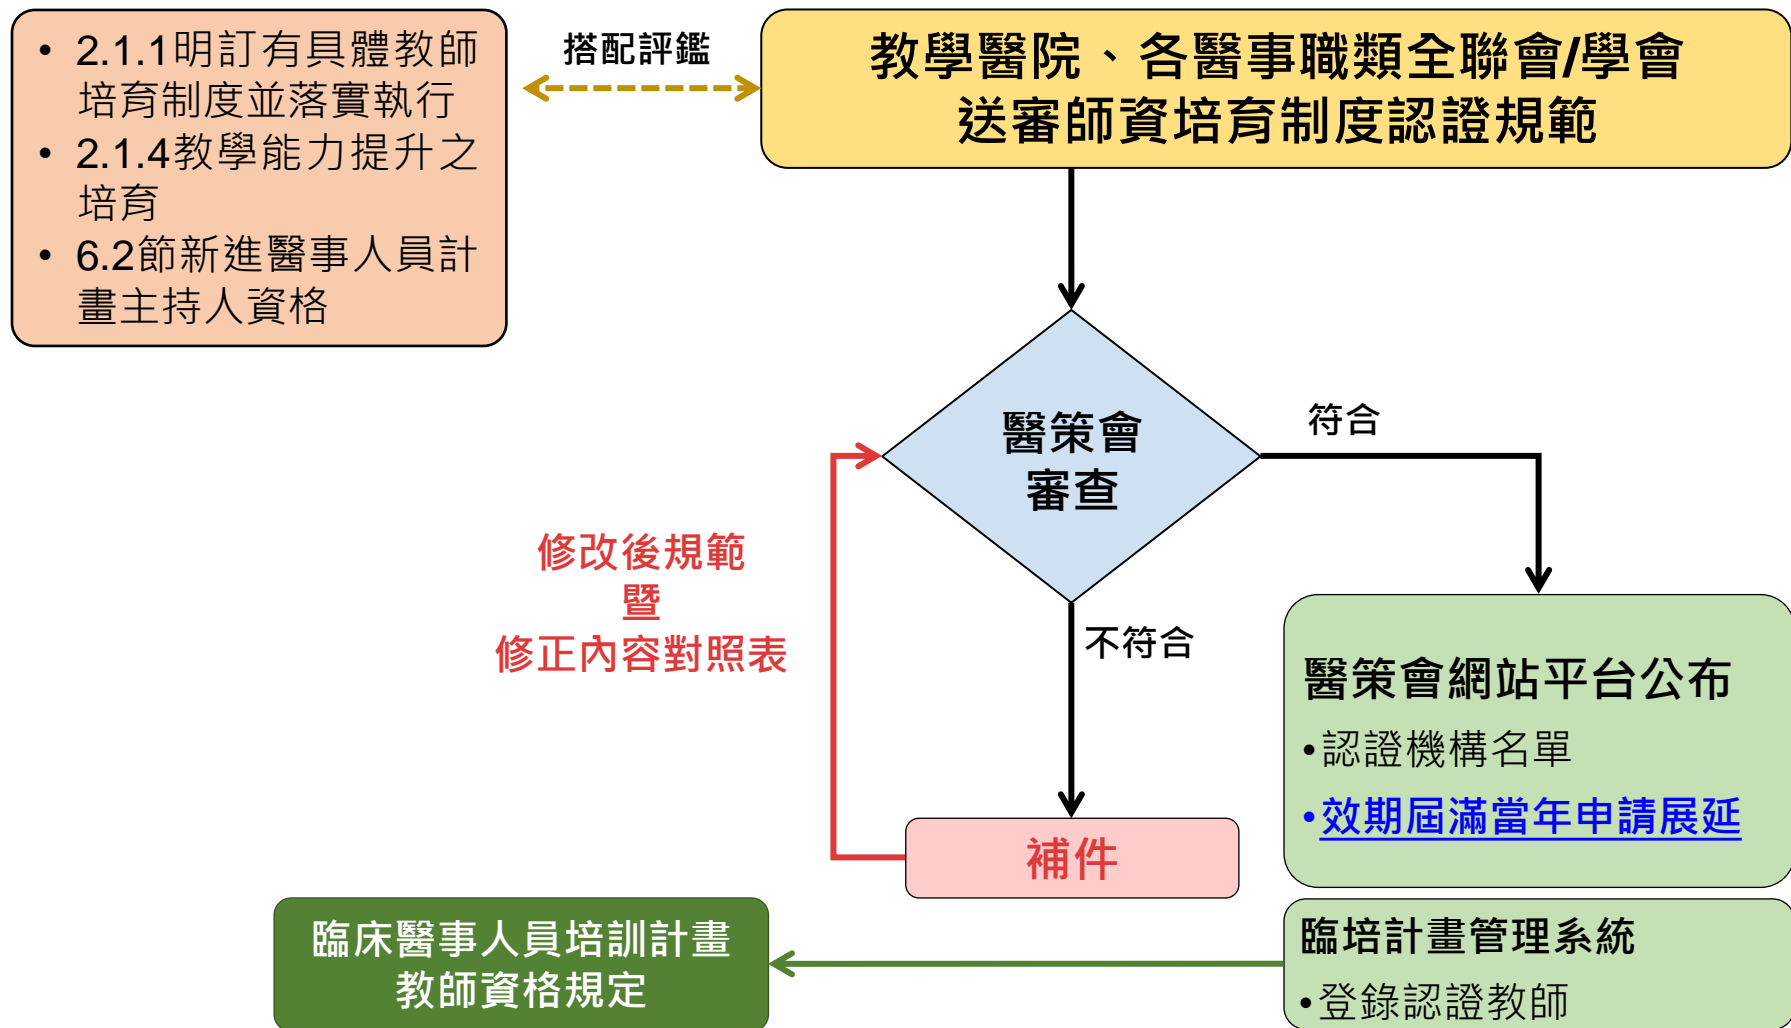 • 2.1.1明訂有具體教師
培育制度並落實執行
• 2.1.4教學能力提升之
培育
• 6.2節新進醫事人員計
畫主持人資格
搭配評鑑
教學醫院、各醫事職類全聯會/學會
送審師資培育制度認證規範
醫策會
審查
符合
修改後規範
暨
修正內容對照表
不符合
醫策會網站平台公布
•認證機構名單
•效期屆滿當年申請展延
補件
臨床醫事人員培訓計畫
教師資格規定
臨培計畫管理系統
•登錄認證教師